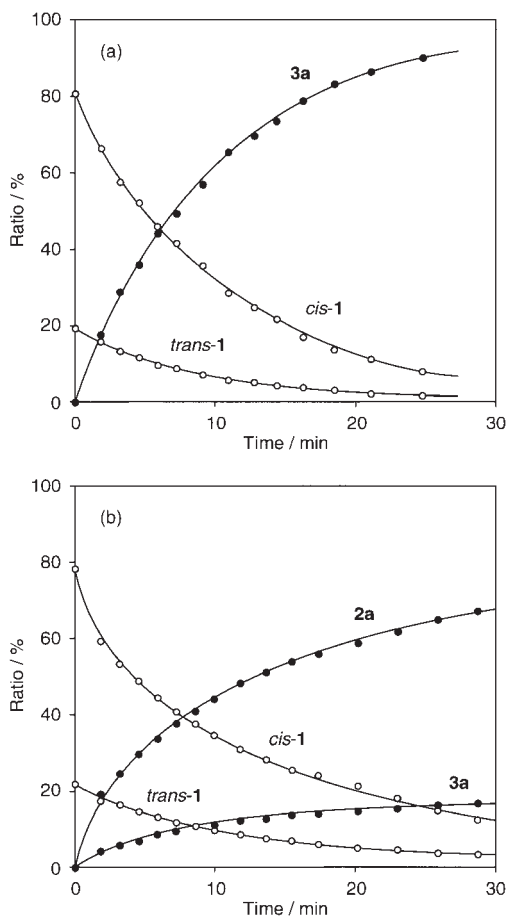 100
(a)
3a
80
60
Ratio / %
40
cis-1
20
trans-1
0
0 10 20 30
Time / min
100
(b)
80
2a
60
Ratio / %
40
cis-1
3a
20
trans-1
0
0 10 20 30
Time / min